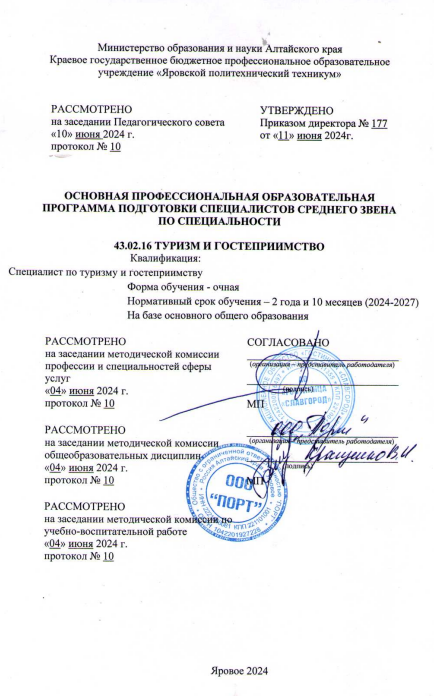 Министерство образования и науки Алтайского края
Краевое государственное бюджетное профессиональное образовательное
учреждение «Яровской политехнический техникум»
РАССМОТРЕНО
на заседании Педагогического совета
«10» июня 2024 г.
протокол № 10
УТВЕРЖДЕНО
Приказом директора № 177
от «11» июня 2024г.
ОСНОВНАЯ ПРОФЕССИОНАЛЬНАЯ ОБРАЗОВАТЕЛЬНАЯ
ПРОГРАММА ПОДГОТОВКИ СПЕЦИАЛИСТОВ СРЕДНЕГО ЗВЕНА
ПО СПЕЦИАЛЬНОСТИ
43.02.16 ТУРИЗМ И ГОСТЕПРИИМСТВО
Квалификация:
Специалист по туризму и гостеприимству
Форма обучения - очная
Нормативный срок обучения – 2 года и 10 месяцев (2024-2027)
На базе основного общего образования
РАССМОТРЕНО
на заседании методической комиссии
профессии и специальностей сферы
услуг
«04» июня 2024 г.
протокол № 10
СОГЛАСОВАНО
(организация – представитель работодателя)
(подпись)
МП
«СЛАВГОРОД»
РАССМОТРЕНО
на заседании методической комиссии
общеобразовательных дисциплин
«04» июня 2024 г.
протокол № 10
ооо "Порт"
(организация – представитель работодателя)
Кращенко В.И.
(подпись)
МП
ООО
"ПОРТ"
РАССМОТРЕНО
на заседании методической комиссии по
учебно-воспитательной работе
«04» июня 2024 г.
протокол № 10
Яровое 2024